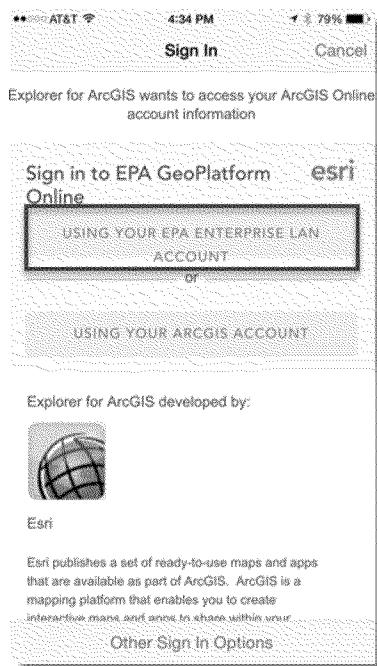 AT&T 4:34 PM 79%
Sign In Cancel
Explorer for ArcGIS wants to access your ArcGIS Online
account information
Sign in to EPA GeoPlatform esri
Online
USING YOUR EPA ENTERPRISE LAN
ACCOUNT
or
USING YOUR ARCGIS ACCOUNT
Explorer for ArcGIS developed by:
Esri
Esri publishes a set of ready-to-use maps and apps
that are available as part of ArcGIS. ArcGIS is a
mapping platform that enables you to create
interactive maps and apps to share within your
Other Sign In Options